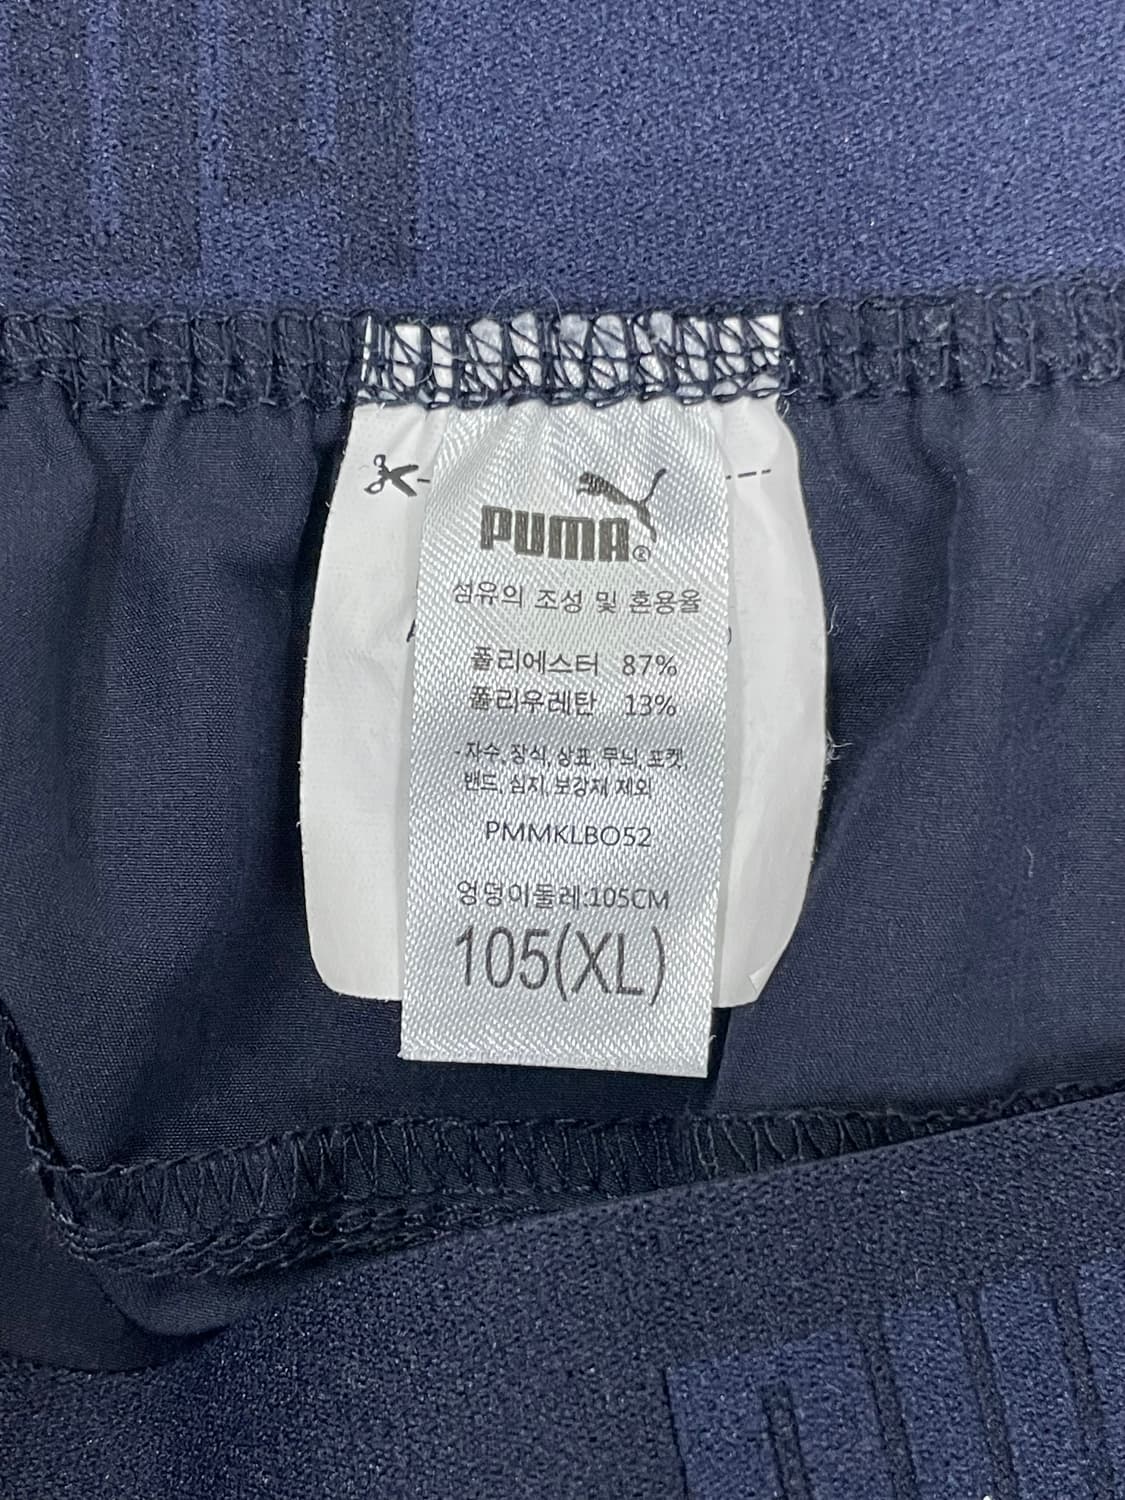 PUMA®
섬유의 조성 및 혼용율
폴리에스터 87%
폴리우레탄 13%
- 자수, 장식, 상표, 무늬, 포켓,
밴드, 심지, 보강재 제외
PMMKLBO52
엉덩이둘레:105CM
105(XL)